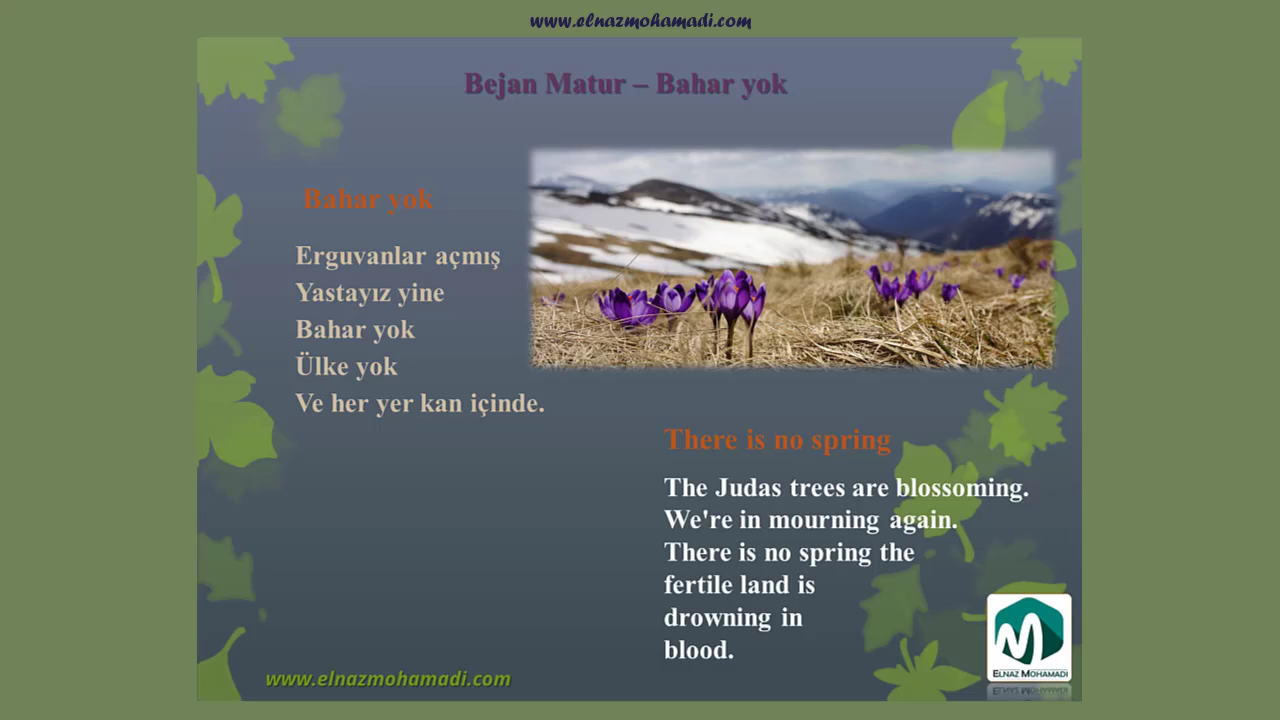 www.elnazmohamadi.com
Bejan Matur – Bahar yok
Bahar yok
Erguvanlar açmış
Yastayız yine
Bahar yok
Ülke yok
Ve her yer kan içinde.
There is no spring
The Judas trees are blossoming.
We're in mourning again.
There is no spring the
fertile land is
drowning in
blood.
ELNAZ MOHAMADI
www.elnazmohamadi.com